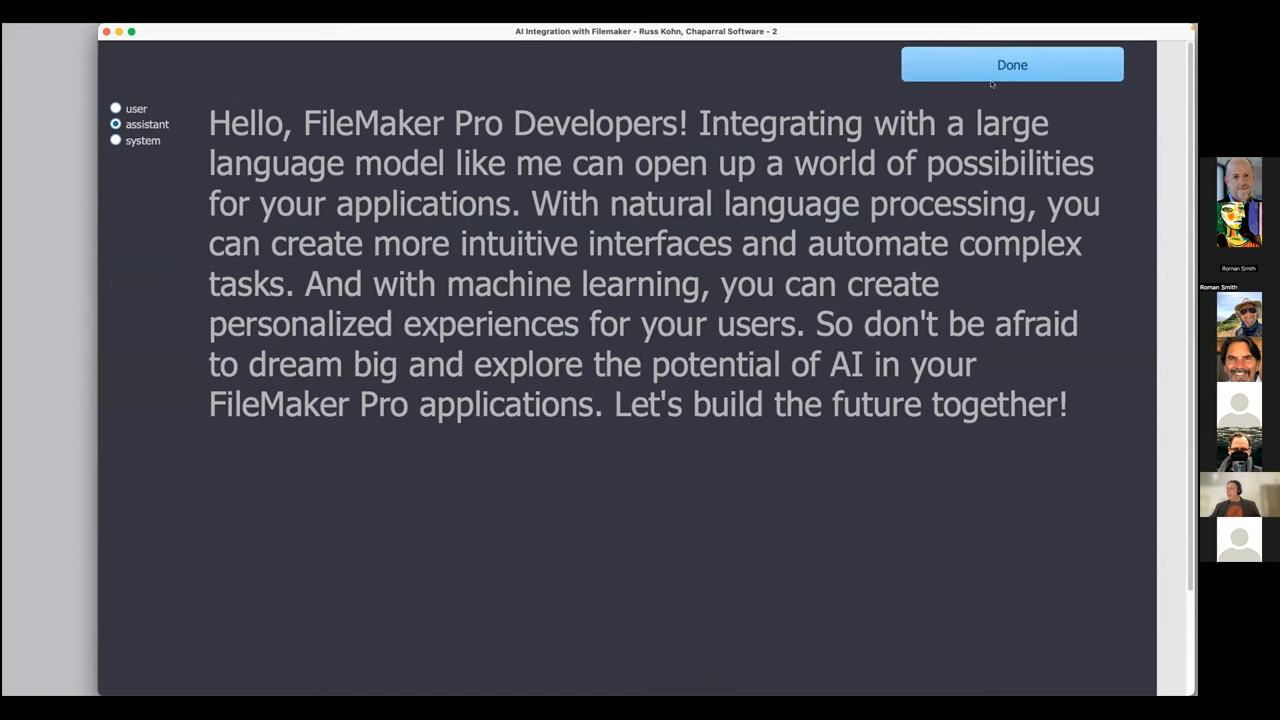 AI Integration with Filemaker - Russ Kohn, Chaparral Software - 2
Done
user
assistant
system
Hello, FileMaker Pro Developers! Integrating with a large
language model like me can open up a world of possibilities
for your applications. With natural language processing, you
can create more intuitive interfaces and automate complex
tasks. And with machine learning, you can create
personalized experiences for your users. So don't be afraid
to dream big and explore the potential of AI in your
FileMaker Pro applications. Let's build the future together!
Roman Smith
Roman Smith